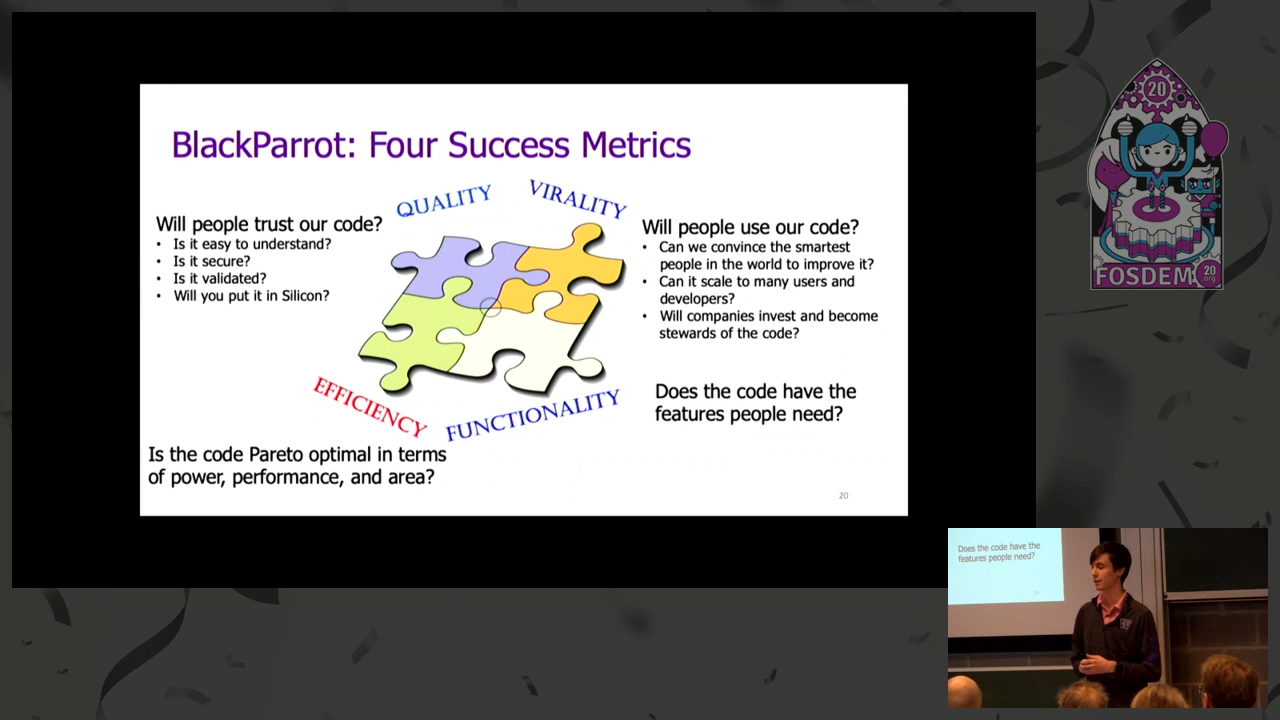 BlackParrot: Four Success Metrics
QUALITY
VIRALITY
Will people trust our code?
• Is it easy to understand?
• Is it secure?
• Is it validated?
• Will you put it in Silicon?
Will people use our code?
• Can we convince the smartest
people in the world to improve it?
• Can it scale to many users and
developers?
• Will companies invest and become
stewards of the code?
EFFICIENCY
FUNCTIONALITY
Does the code have the
features people need?
Is the code Pareto optimal in terms
of power, performance, and area?
20
20
FOSDEM
20
.org
Does the code have the
features people need?
W